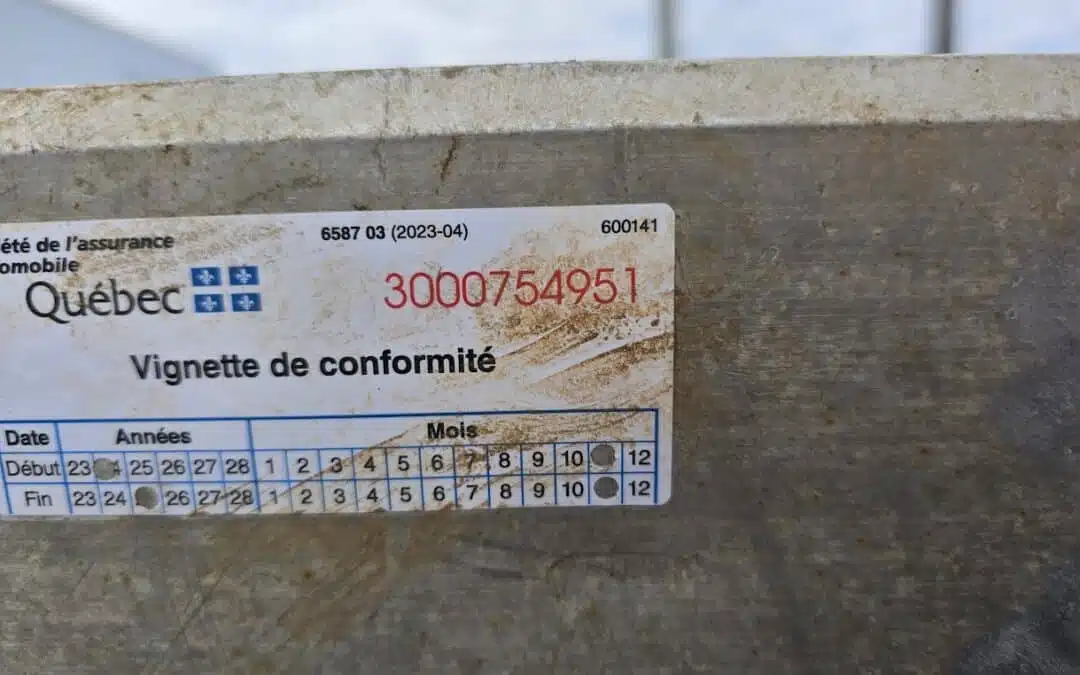 été de l'assurance
omobile
Québec
6587 03 (2023-04)
600141
3000754951
Vignette de conformité
Date Années Mois
Début 23 25 26 27 28 1 2 3 4 5 6 7 8 9 10 12
Fin 23 24 26 27 28 1 2 3 4 5 6 7 8 9 10 12